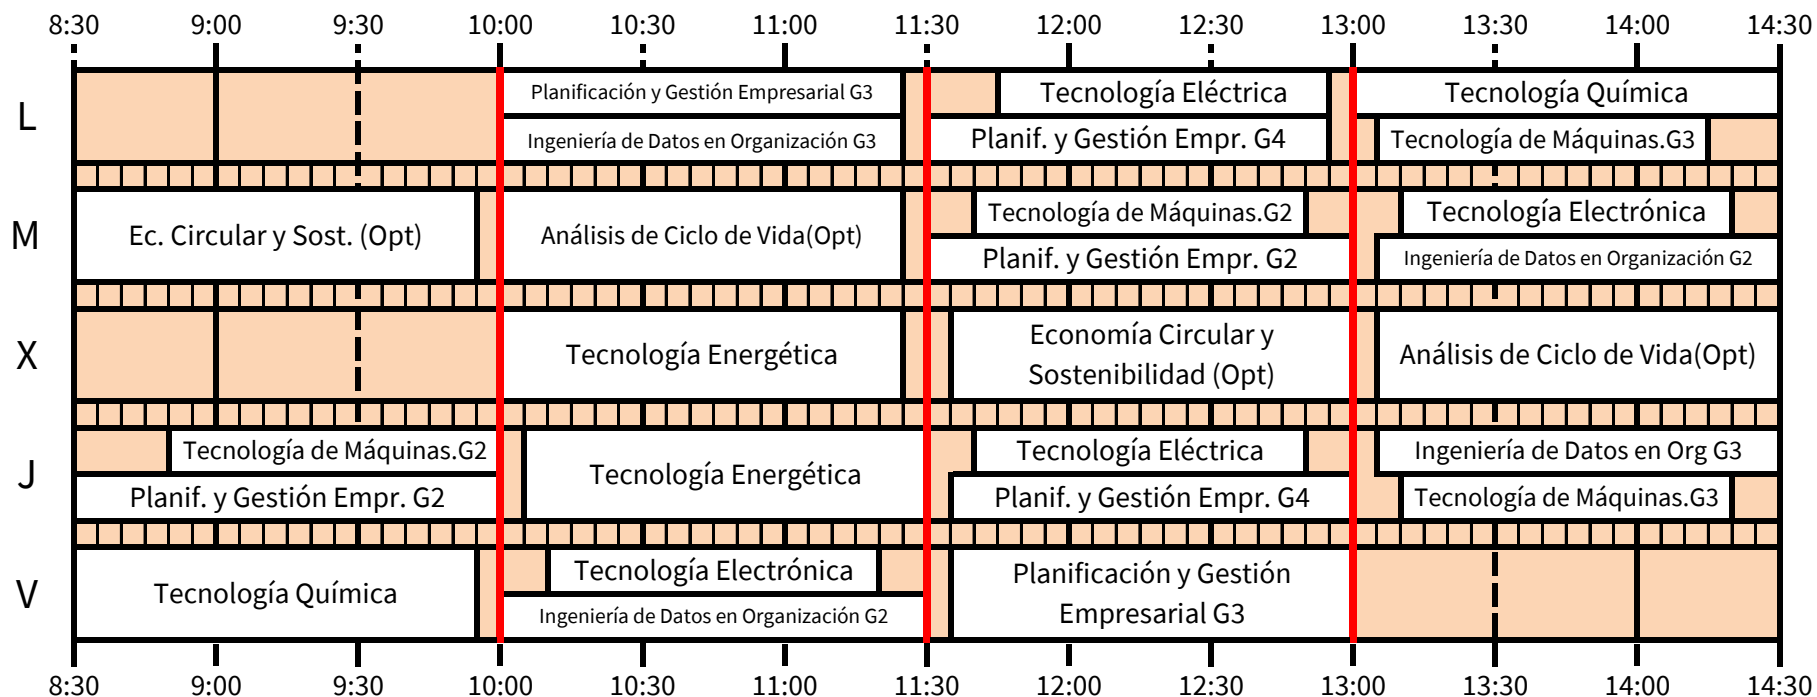 8:30 9:00 9:30 10:00 10:30 11:00 11:30 12:00 12:30 13:00 13:30 14:00 14:30
L
Planificación y Gestión Empresarial G3
Tecnología Eléctrica
Tecnología Química
Ingeniería de Datos en Organización G3
Planif. y Gestión Empr. G4
Tecnología de Máquinas.G3
M
Ec. Circular y Sost. (Opt)
Análisis de Ciclo de Vida(Opt)
Tecnología de Máquinas.G2
Tecnología Electrónica
Planif. y Gestión Empr. G2
Ingeniería de Datos en Organización G2
X
Tecnología Energética
Economía Circular y
Sostenibilidad (Opt)
Análisis de Ciclo de Vida(Opt)
J
Tecnología de Máquinas.G2
Planif. y Gestión Empr. G2
Tecnología Energética
Tecnología Eléctrica
Planif. y Gestión Empr. G4
Ingeniería de Datos en Org G3
Tecnología de Máquinas.G3
V
Tecnología Química
Tecnología Electrónica
Ingeniería de Datos en Organización G2
Planificación y Gestión
Empresarial G3
8:30 9:00 9:30 10:00 10:30 11:00 11:30 12:00 12:30 13:00 13:30 14:00 14:30